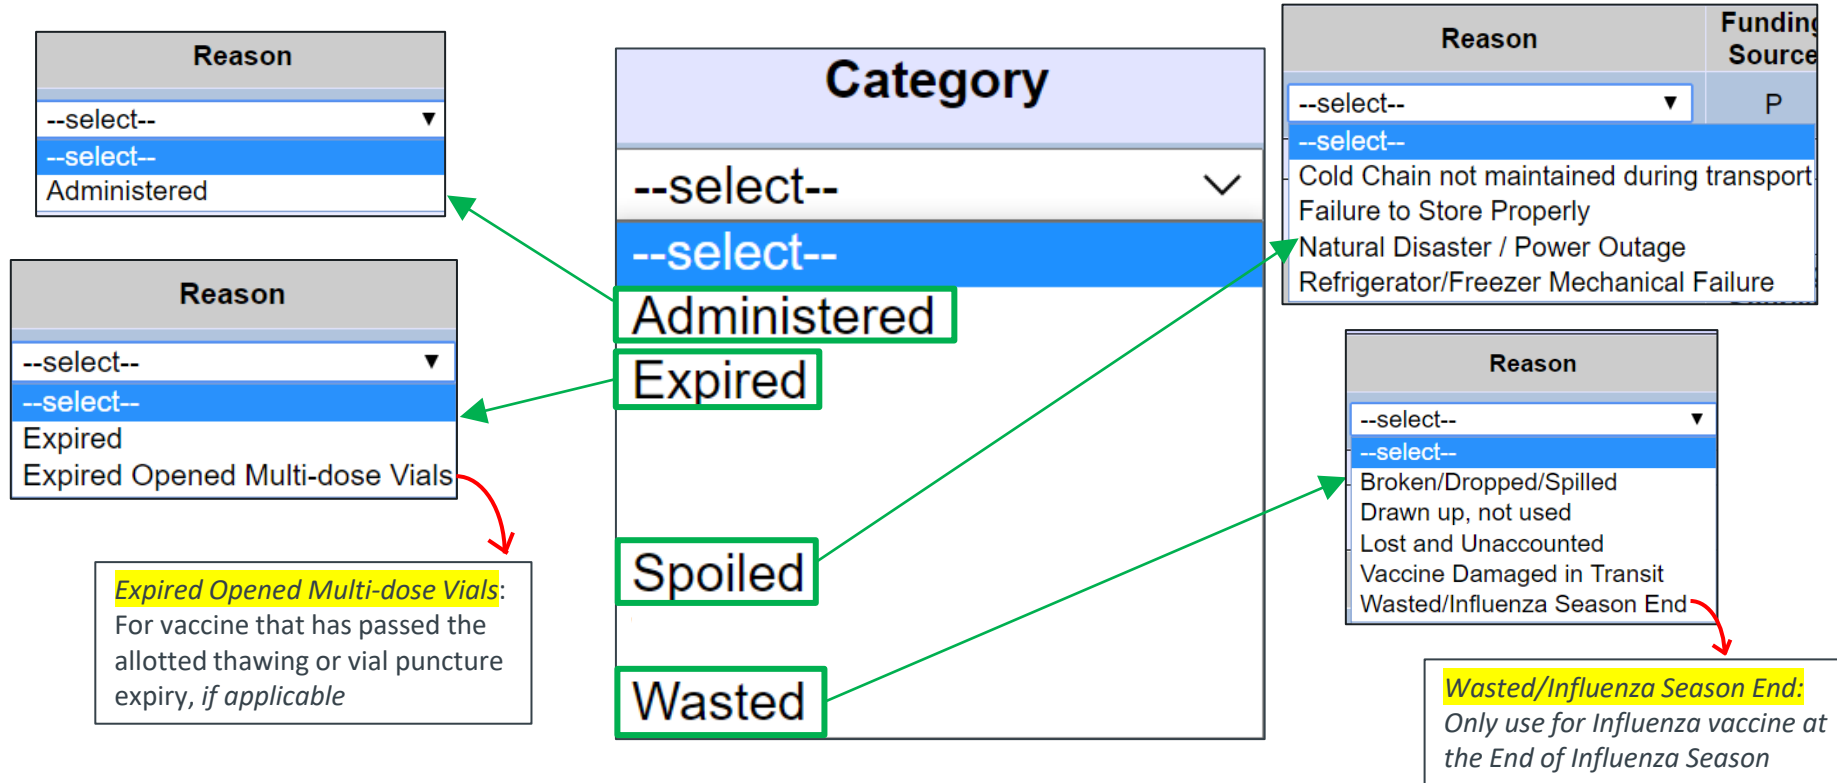 Reason
--select--
--select--
Administered
Reason
--select--
--select--
Expired
Expired Opened Multi-dose Vials
Expired Opened Multi-dose Vials:
For vaccine that has passed the
allotted thawing or vial puncture
expiry, if applicable
Category
--select--
--select--
Administered
Expired
Spoiled
Wasted
Reason
Funding
Source
--select--
P
--select--
Cold Chain not maintained during transport
Failure to Store Properly
Natural Disaster / Power Outage
Refrigerator/Freezer Mechanical Failure
Reason
--select--
--select--
Broken/Dropped/Spilled
Drawn up, not used
Lost and Unaccounted
Vaccine Damaged in Transit
Wasted/Influenza Season End
Wasted/Influenza Season End:
Only use for Influenza vaccine at
the End of Influenza Season